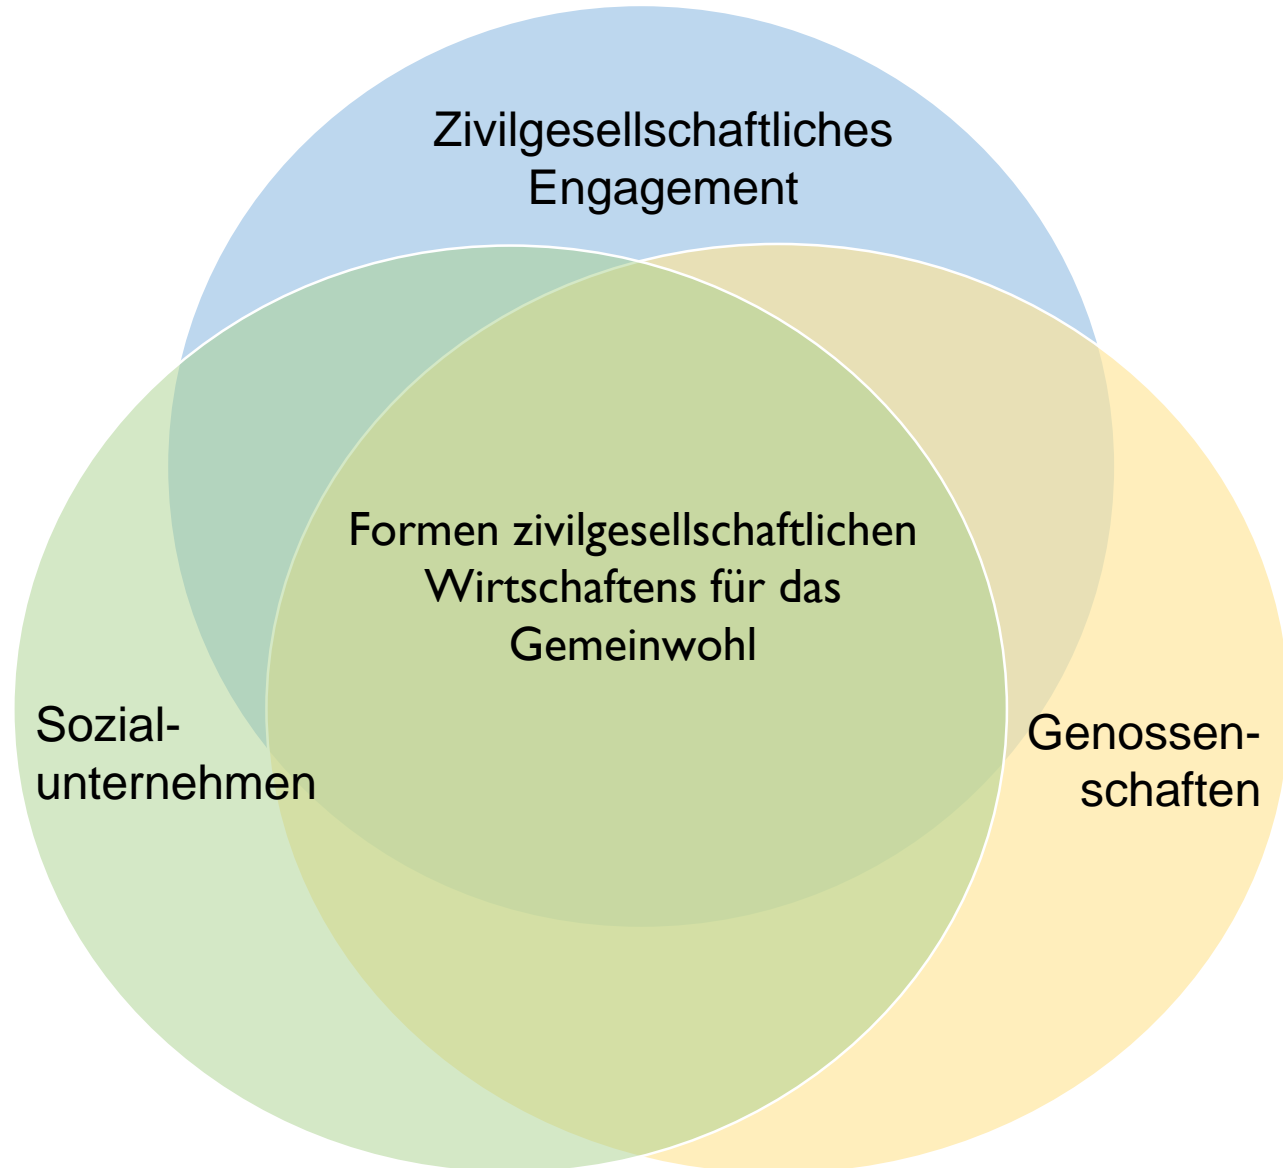 Zivilgesellschaftliches
Engagement
Formen zivilgesellschaftlichen
Wirtschaftens für das
Gemeinwohl
Sozial-
unternehmen
Genossen-
schaften